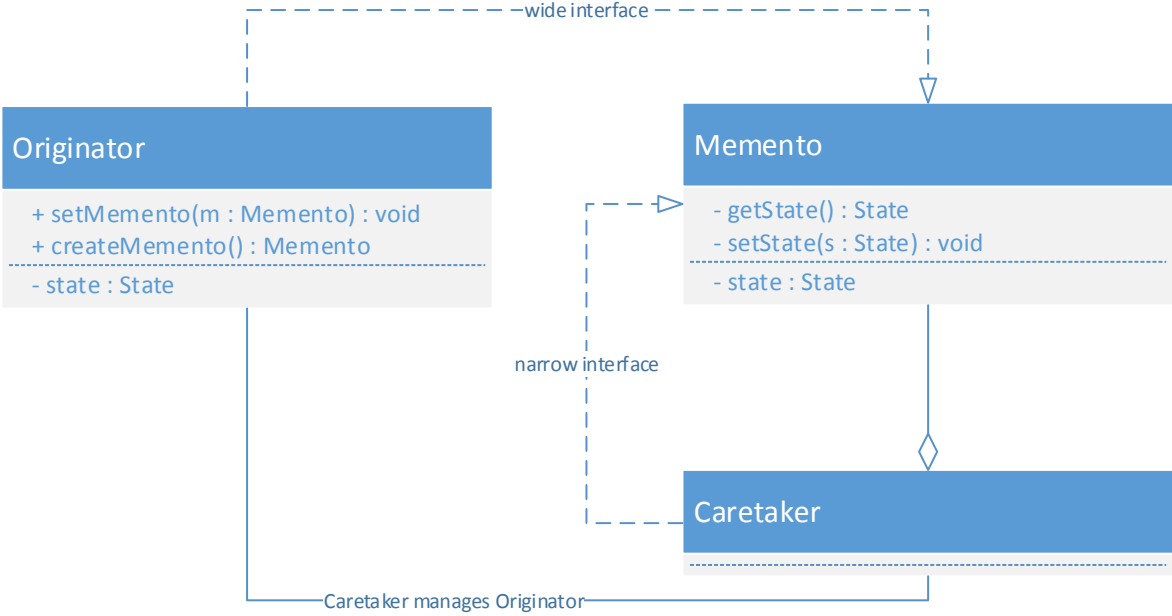 wide interface
Originator
+ setMemento(m : Memento) : void
+ createMemento() : Memento
- state : State
Memento
- getState() : State
- setState(s : State) : void
- state : State
narrow interface
Caretaker
Caretaker manages Originator